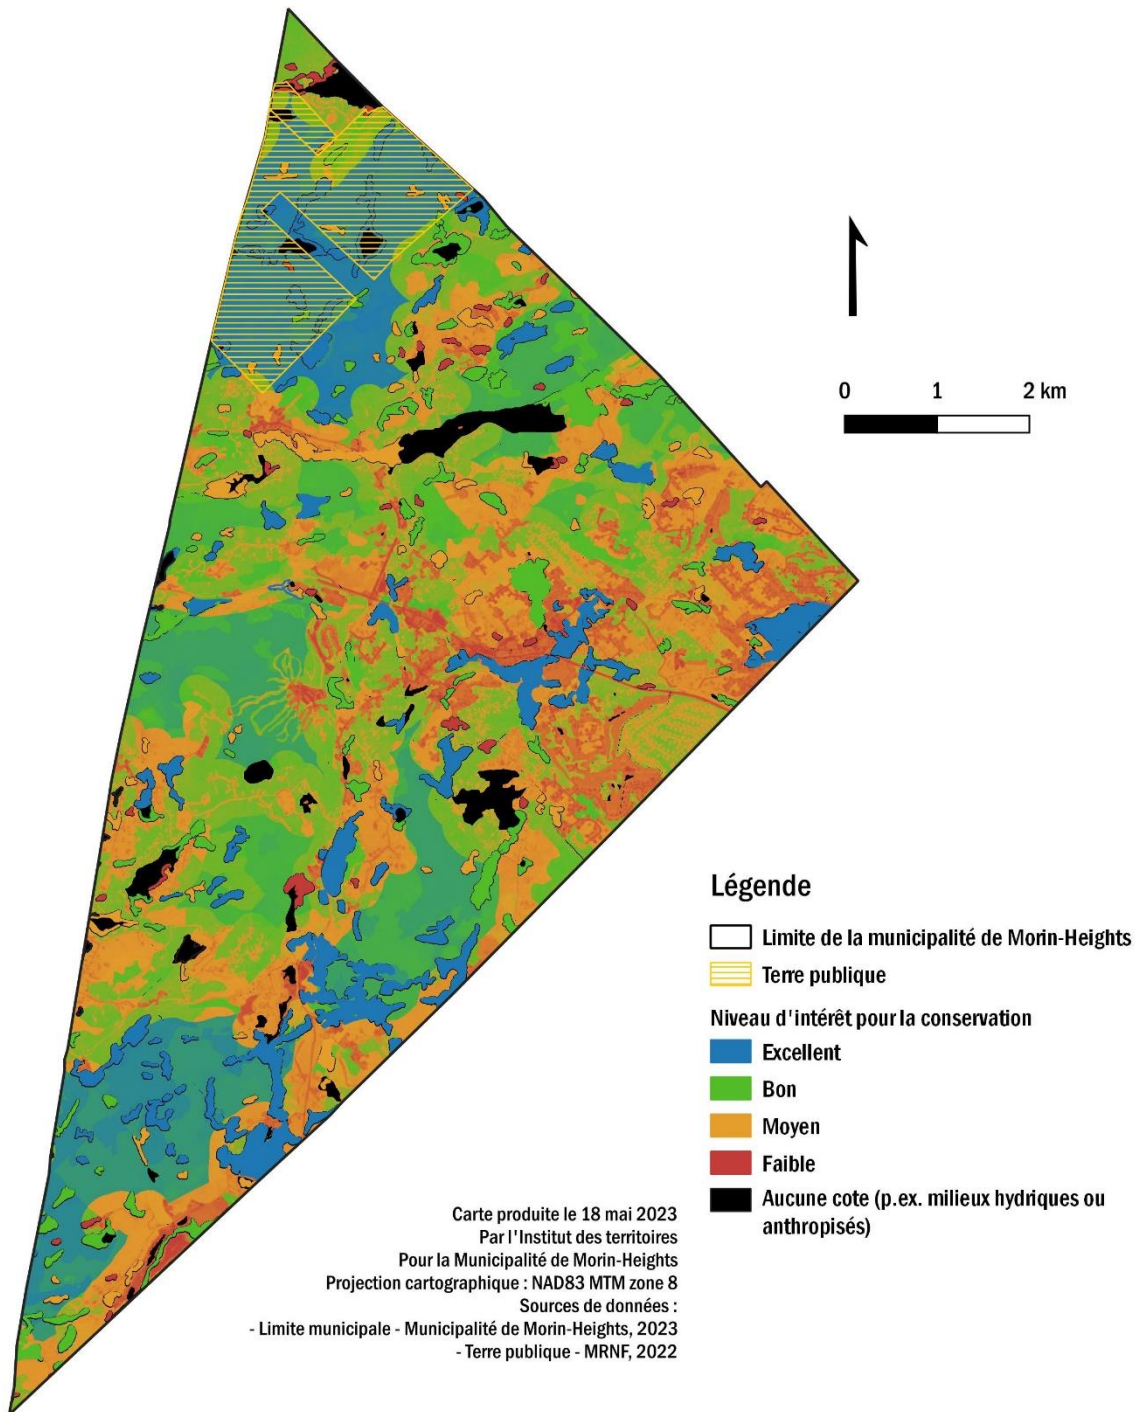 0 1 2 km
Légende
Limite de la municipalité de Morin-Heights
Terre publique
Niveau d'intérêt pour la conservation
Excellent
Bon
Moyen
Faible
Aucune cote (p.ex. milieux hydriques ou
anthropisés)
Carte produite le 18 mai 2023
Par l'Institut des territoires
Pour la Municipalité de Morin-Heights
Projection cartographique : NAD83 MTM zone 8
Sources de données :
- Limite municipale - Municipalité de Morin-Heights, 2023
- Terre publique - MRNF, 2022